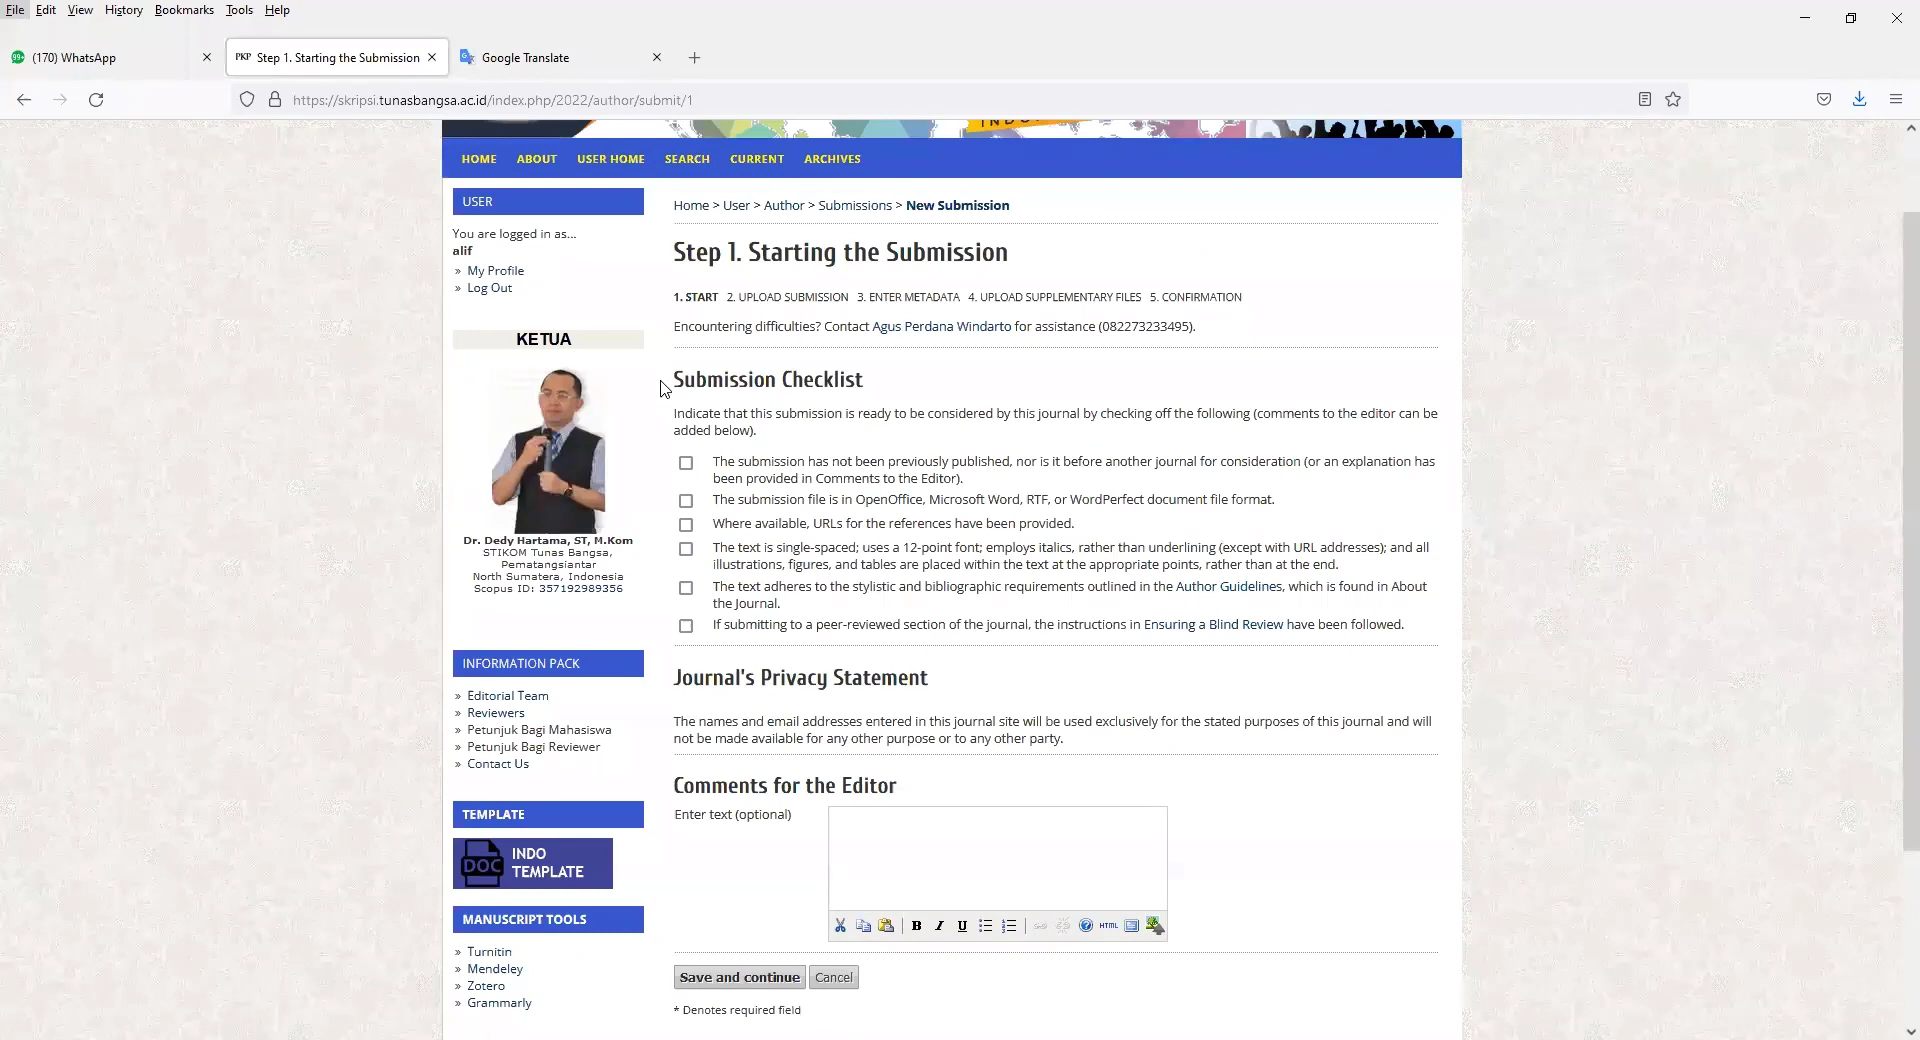 File Edit View History Bookmarks Tools Help
(170) WhatsApp
PKP Step 1. Starting the Submission
Google Translate
https://skripsi.tunasbangsa.ac.id/index.php/2022/author/submit/1
HOME ABOUT USER HOME SEARCH CURRENT ARCHIVES
USER
You are logged in as...
alif
» My Profile
» Log Out
KETUA
Dr. Dedy Hartama, ST, M.Kom
STIKOM Tunas Bangsa,
Pematangsiantar
North Sumatera, Indonesia
Scopus ID: 357192989356
INFORMATION PACK
» Editorial Team
» Reviewers
» Petunjuk Bagi Mahasiswa
» Petunjuk Bagi Reviewer
» Contact Us
TEMPLATE
DOC INDO
TEMPLATE
MANUSCRIPT TOOLS
» Turnitin
» Mendeley
» Zotero
» Grammarly
Home > User > Author > Submissions > New Submission
Step 1. Starting the Submission
1. START 2. UPLOAD SUBMISSION 3. ENTER METADATA 4. UPLOAD SUPPLEMENTARY FILES 5. CONFIRMATION
Encountering difficulties? Contact Agus Perdana Windarto for assistance (082273233495).
Submission Checklist
Indicate that this submission is ready to be considered by this journal by checking off the following (comments to the editor can be
added below).
The submission has not been previously published, nor is it before another journal for consideration (or an explanation has
been provided in Comments to the Editor).
The submission file is in OpenOffice, Microsoft Word, RTF, or WordPerfect document file format.
Where available, URLs for the references have been provided.
The text is single-spaced; uses a 12-point font; employs italics, rather than underlining (except with URL addresses); and all
illustrations, figures, and tables are placed within the text at the appropriate points, rather than at the end.
The text adheres to the stylistic and bibliographic requirements outlined in the Author Guidelines, which is found in About
the Journal.
If submitting to a peer-reviewed section of the journal, the instructions in Ensuring a Blind Review have been followed.
Journal's Privacy Statement
The names and email addresses entered in this journal site will be used exclusively for the stated purposes of this journal and will
not be made available for any other purpose or to any other party.
Comments for the Editor
Enter text (optional)
B I U HTML
Save and continue Cancel
* Denotes required field